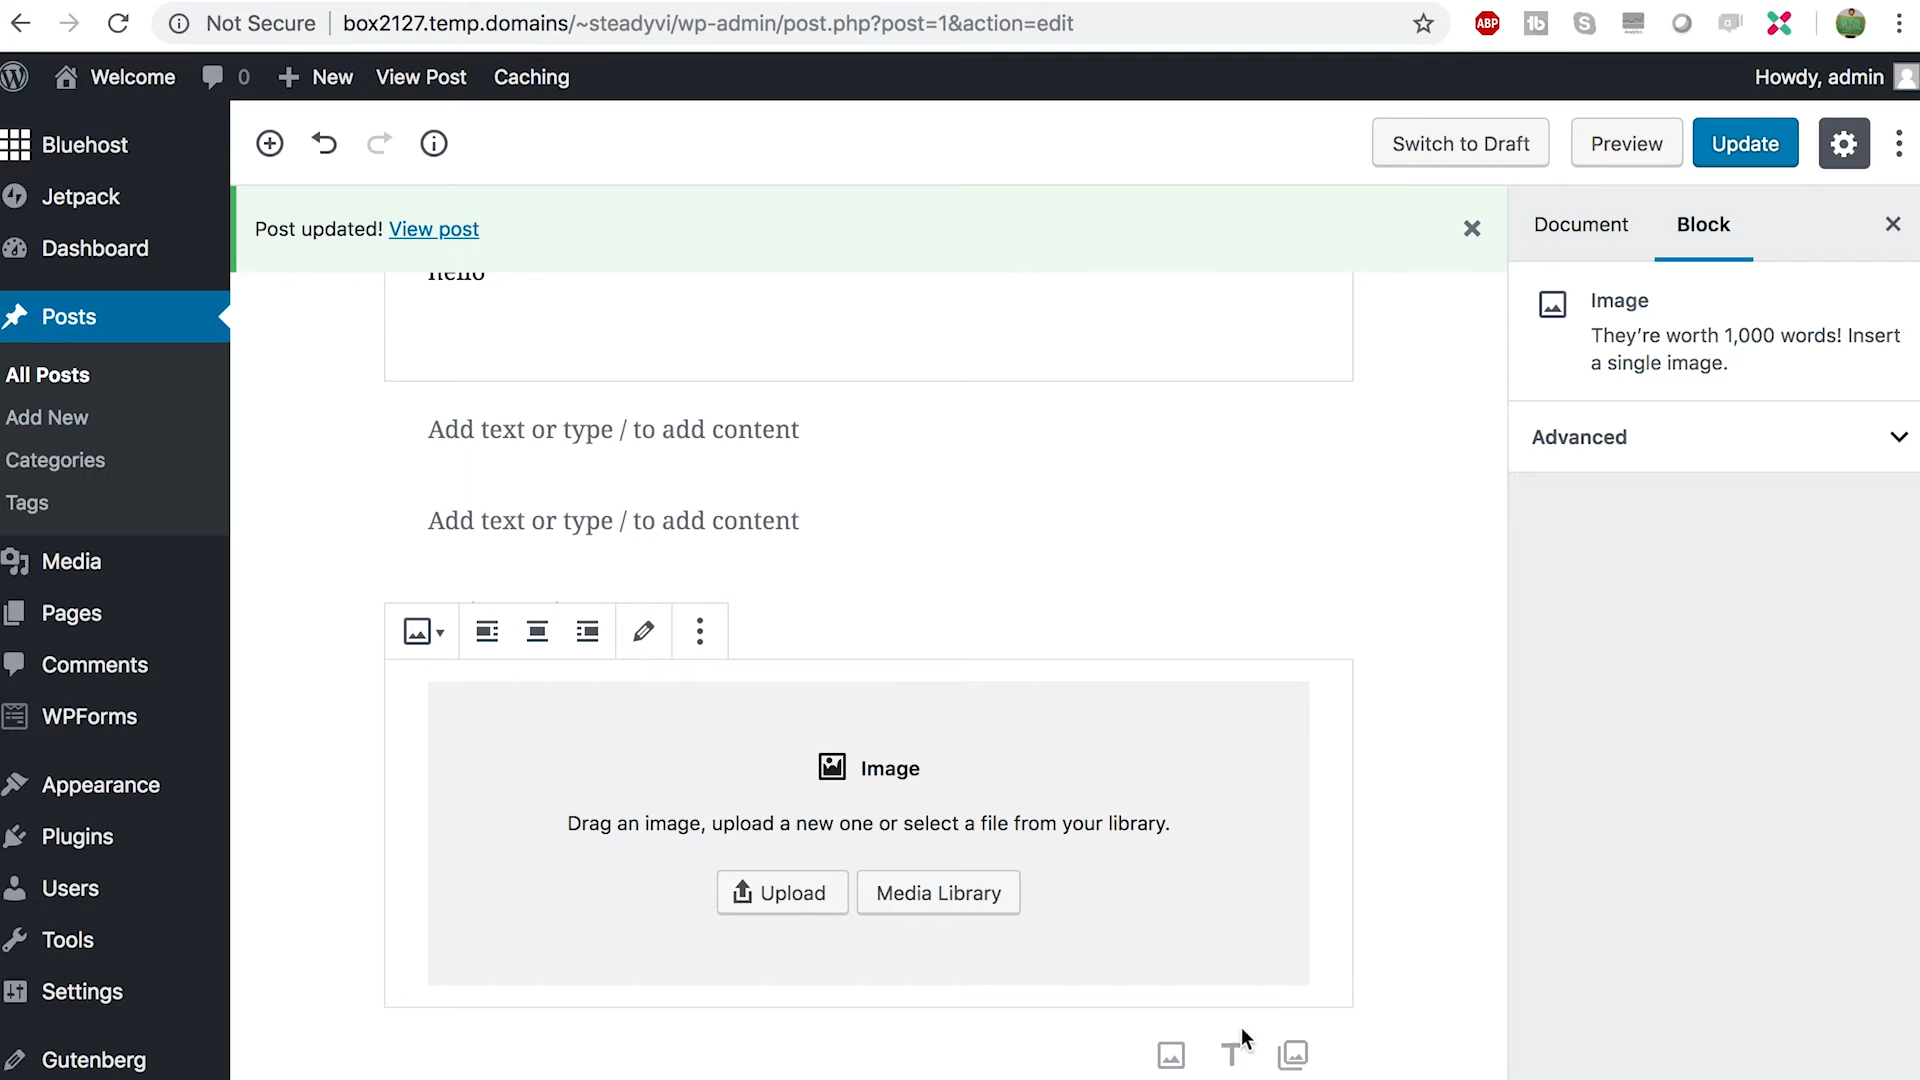 Not Secure box2127.temp.domains/~steadyvi/wp-admin/post.php?post=1&action=edit
ABP
Welcome 0 New View Post Caching Howdy, admin
Bluehost
Jetpack
Dashboard
Posts
All Posts
Add New
Categories
Tags
Media
Pages
Comments
WPForms
Appearance
Plugins
Users
Tools
Settings
Gutenberg
Switch to Draft Preview Update
Post updated! View post
hello
Add text or type / to add content
Add text or type / to add content
Image
Drag an image, upload a new one or select a file from your library.
Upload Media Library
Document Block
Image
They're worth 1,000 words! Insert
a single image.
Advanced